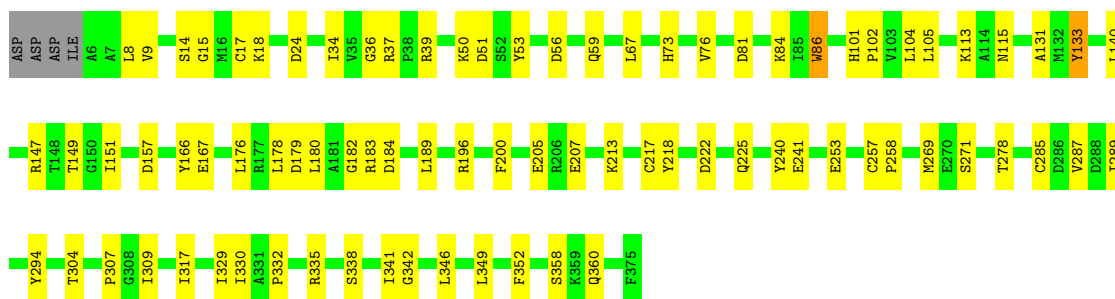 ASP ASP ASP ILE A6 A7 L8 V9 S14 G15 M16 C17 K18 D24 I34 V35 G36 R37 P38 R39 K50 D51 S52 Y53 D56 Q59 L67 H73 V76 D81 K84 I85 W86 H101 P102 V103 L104 L105 K113 A114 N115 A131 M132 Y133 L140
R147 T148 T149 G150 I151 D157 Y166 E167 L176 R177 L178 D179 L180 A181 G182 R183 D184 L189 R196 F200 E205 R206 E207 K213 C217 Y218 D222 Q225 Y240 E241 E253 C257 P258 M269 E270 S271 T278 C285 D286 V287 D288 I289
Y294 T304 P307 G308 I309 I317 I329 I330 A331 P332 R335 S338 I341 G342 L346 L349 F352 S358 K359 Q360 F375